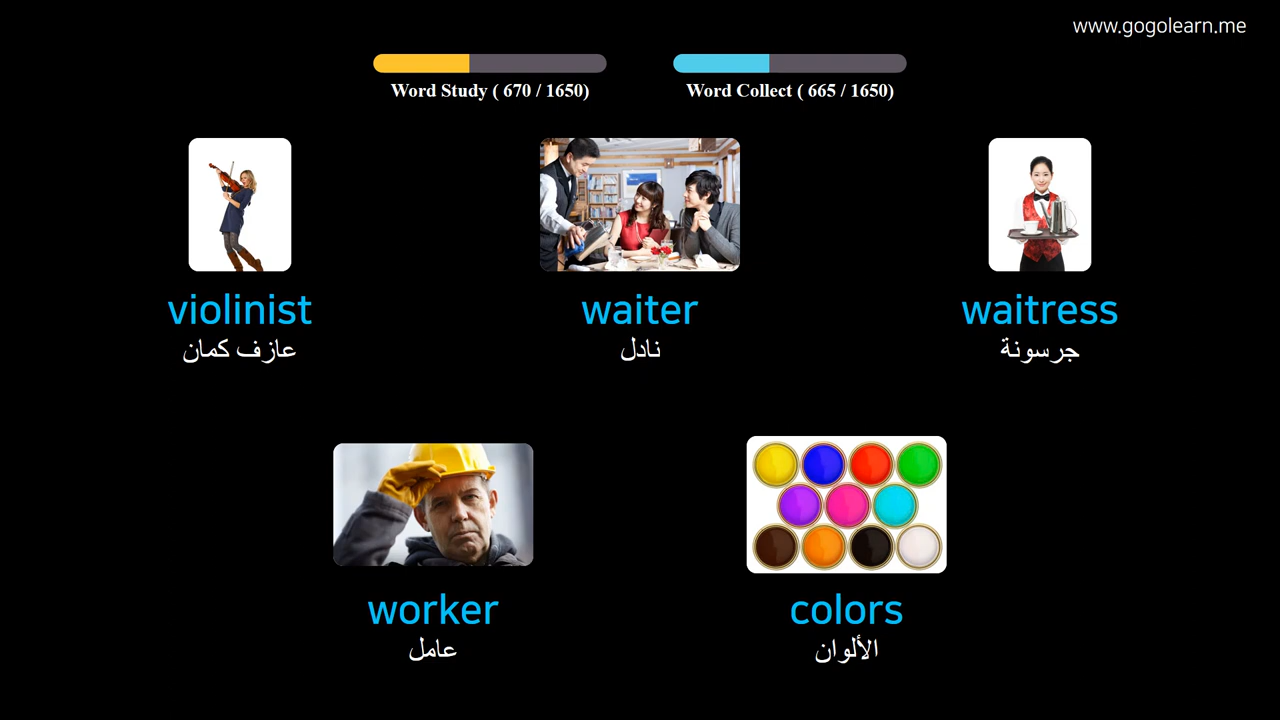 www.gogolearn.me
Word Study ( 670 / 1650)
Word Collect ( 665 / 1650)
violinist
عازف كمان
waiter
نادل
waitress
جرسونة
worker
عامل
colors
الألوان